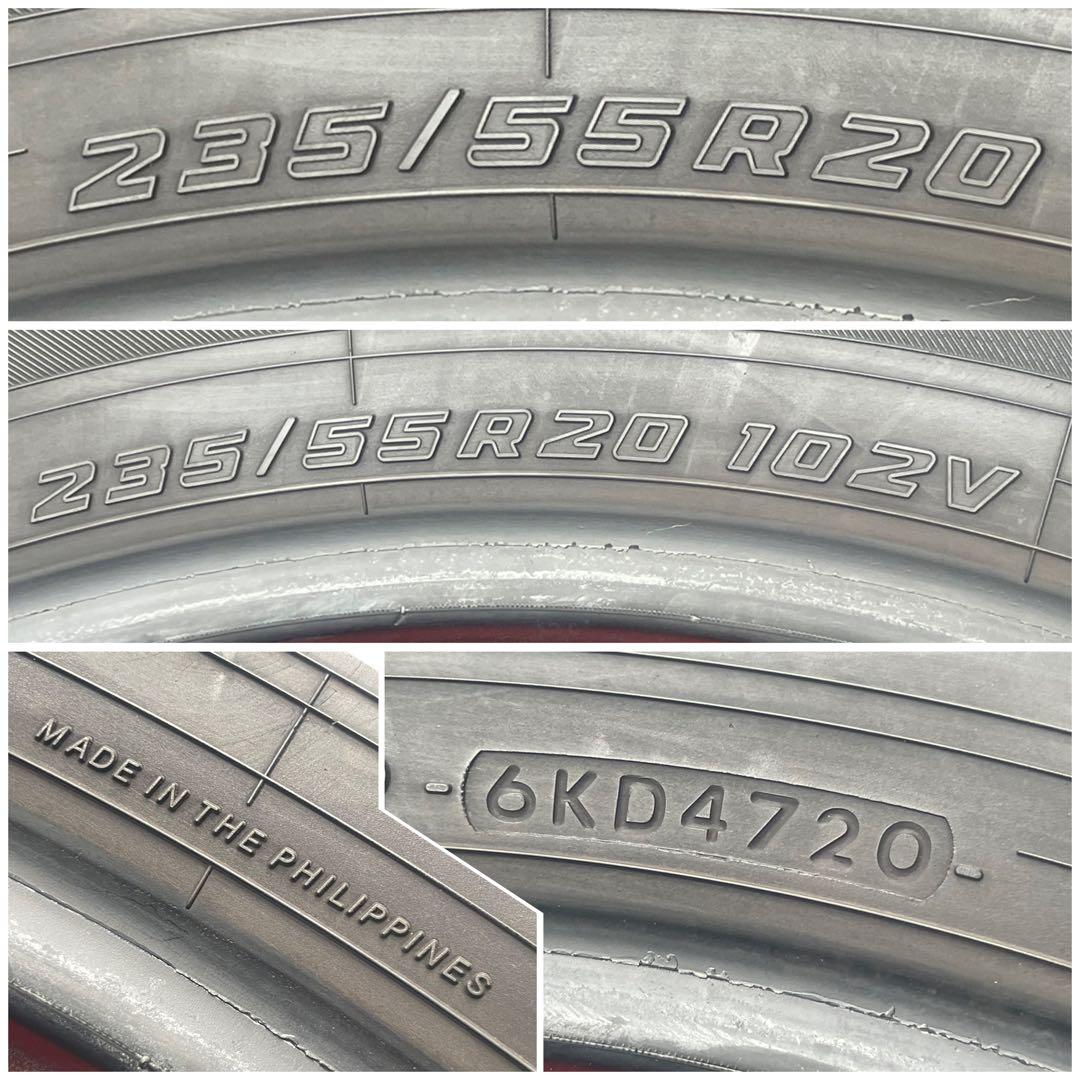 235/55R20
235/55R20 102V
MADE IN THE PHILIPPINES
6KD4720